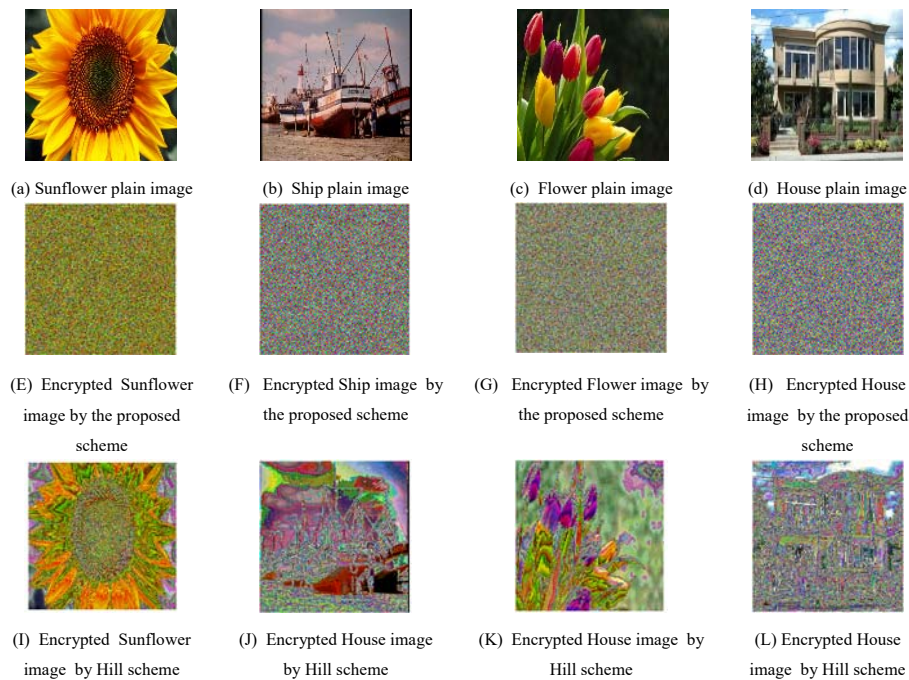 (a) Sunflower plain image
(b) Ship plain image
(c) Flower plain image
(d) House plain image
(E) Encrypted Sunflower
image by the proposed
scheme
(F) Encrypted Ship image by
the proposed scheme
(G) Encrypted Flower image by
the proposed scheme
(H) Encrypted House
image by the proposed
scheme
(I) Encrypted Sunflower
image by Hill scheme
(J) Encrypted House image
by Hill scheme
(K) Encrypted House image by
Hill scheme
(L) Encrypted House
image by Hill scheme